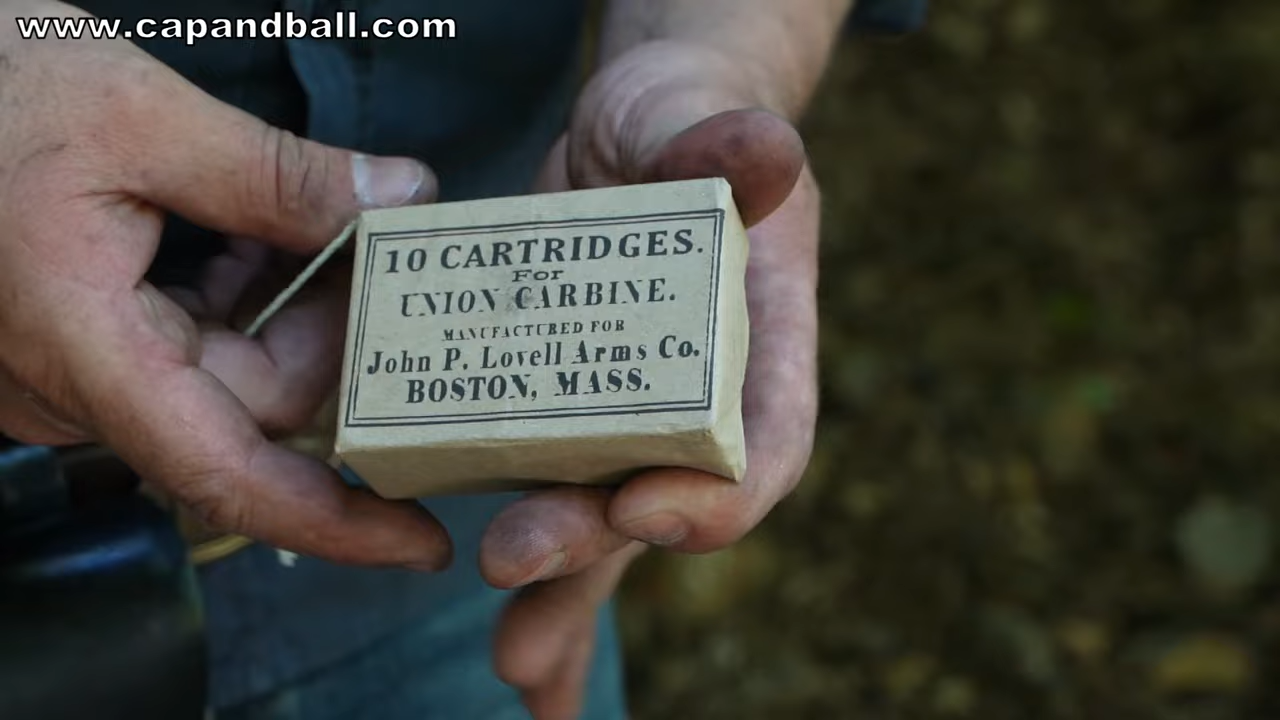 www.capandball.com
10 CARTRIDGES.
For
UNION CARBINE.
MANUFACTURED FOR
John P. Lovell Arms Co.
BOSTON, MASS.